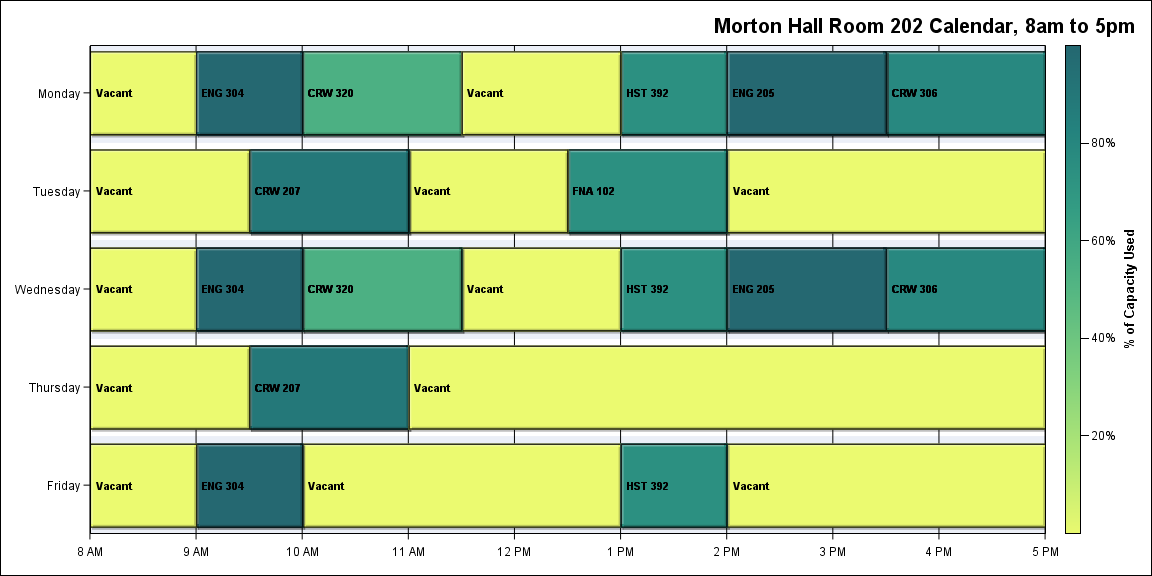 Morton Hall Room 202 Calendar, 8am to 5pm
Monday
Vacant
ENG 304
CRW 320
Vacant
HST 392
ENG 205
CRW 306
Tuesday
Vacant
CRW 207
Vacant
FNA 102
Vacant
Wednesday
Vacant
ENG 304
CRW 320
Vacant
HST 392
ENG 205
CRW 306
Thursday
Vacant
CRW 207
Vacant
Friday
Vacant
ENG 304
Vacant
HST 392
Vacant
8 AM
9 AM
10 AM
11 AM
12 PM
1 PM
2 PM
3 PM
4 PM
5 PM
80%
60%
40%
20%
% of Capacity Used